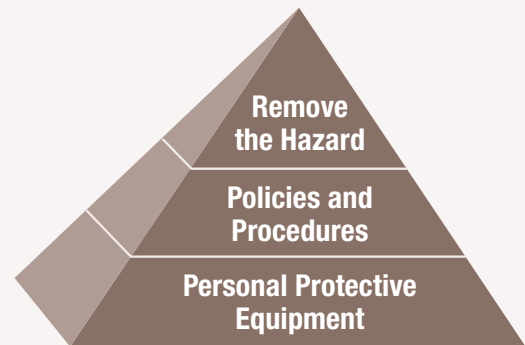 Remove
the Hazard
Policies and
Procedures
Personal Protective
Equipment